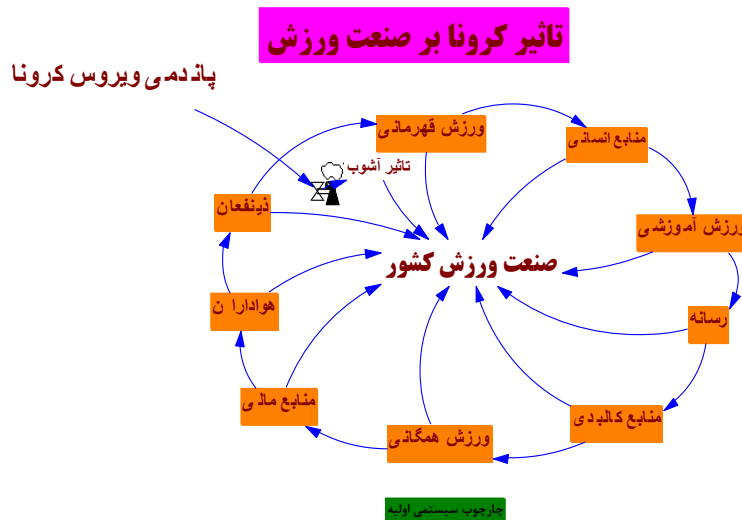 تاثیر کرونا بر صنعت ورزش
پاندمی ویروس کرونا
ورزش قهرمانی
منابع انسانی
تاثیر آشوب
ذینفعان
ورزش آموزشی
صنعت ورزش کشور
هواداران
رسانه
منابع مالی
منابع کالبدی
ورزش همگانی
چارچوب سیستمی اولیه